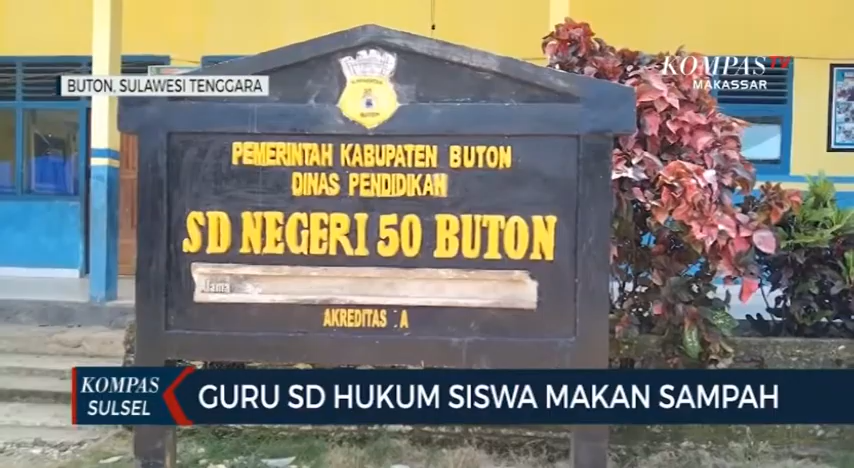 BUTON, SULAWESI TENGGARA
KOMPAS TV
MAKASSAR
PEMERINTAH KABUPATEN BUTON
DINAS PENDIDIKAN
SD NEGERI 50 BUTON
AKREDITAS A
KOMPAS
SULSEL
GURU SD HUKUM SISWA MAKAN SAMPAH